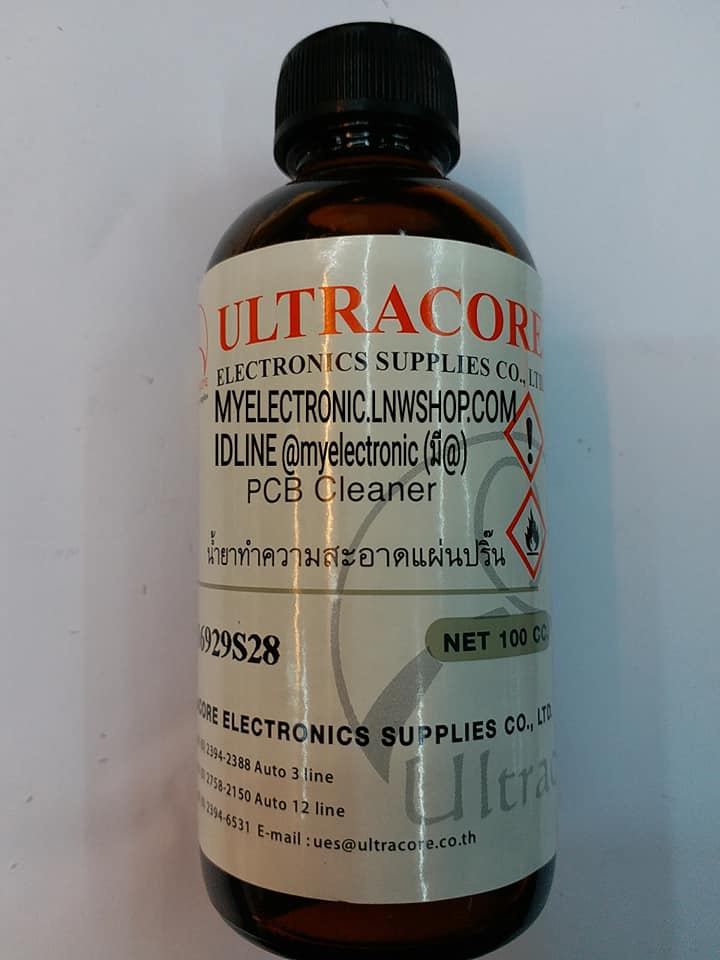 ULTRACORE
ELECTRONICS SUPPLIES CO., LTD.
MYELECTRONIC.LNWSHOP.COM
IDLINE @myelectronic (มี@)
PCB Cleaner
น้ำยาทำความสะอาดแผ่นปริ๊น
6929S28
NET 100 CC.
CORE ELECTRONICS SUPPLIES CO., LTD.
2394-2388 Auto 3 line
2758-2150 Auto 12 line
2394-6531 E-mail : ues@ultracore.co.th
Ultrac